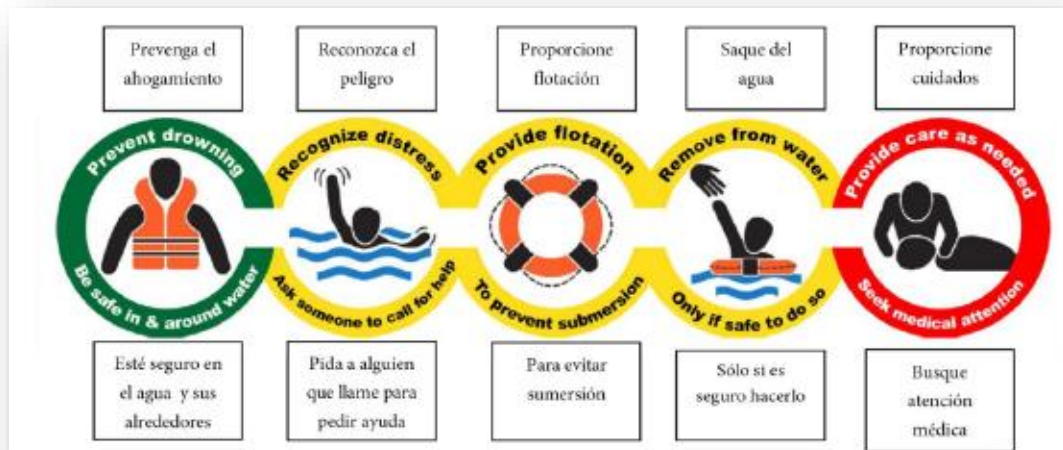 Prevenga el
ahogamiento
Reconozca el
peligro
Proporcione
flotación
Saque del
agua
Proporcione
cuidados
Prevent drowning
Recognize distress
Provide flotation
Remove from water
Provide care as needed
Be safe in & around water
Ask someone to call for help
To prevent submersion
Only if safe to do so
Seek medical attention
Esté seguro en
el agua y sus
alrededores
Pida a alguien
que llame para
pedir ayuda
Para evitar
sumersión
Sólo si es
seguro hacerlo
Busque
atención
médica